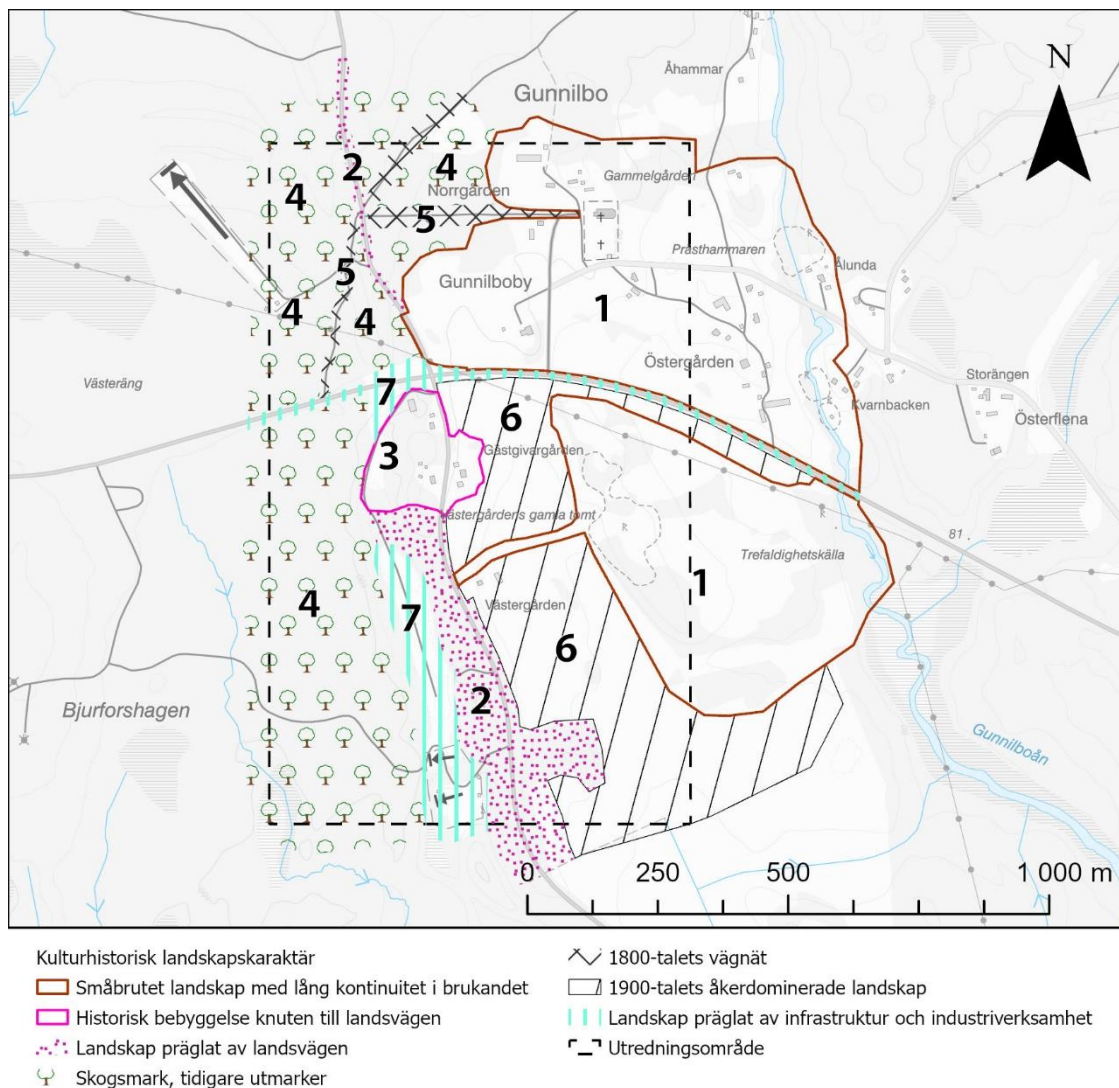 Åhammar
N
Gunnilbo
2
4
4
Norrgården
Gammelgården
5
Prästhammaren
Gunnilboby
Ålunda
5
1
4
4
Östergården
Storängen
Västeräng
Kvarnbacken
Österflena
7
6
3
Gästgivargården
Västergårdens gamla tomt
81
Trefaldighetskälla
4
7
1
Västergården
6
2
Bjurforshagen
Gunnilboån
0 250 500 1 000 m
Kulturhistorisk landskapskaraktär
Småbrutet landskap med lång kontinuitet i brukandet
Historisk bebyggelse knuten till landsvägen
Landskap präglat av landsvägen
Skogsmark, tidigare utmarker
1800-talets vägnät
1900-talets åkerdominerade landskap
Landskap präglat av infrastruktur och industriverksamhet
Utredningsområde